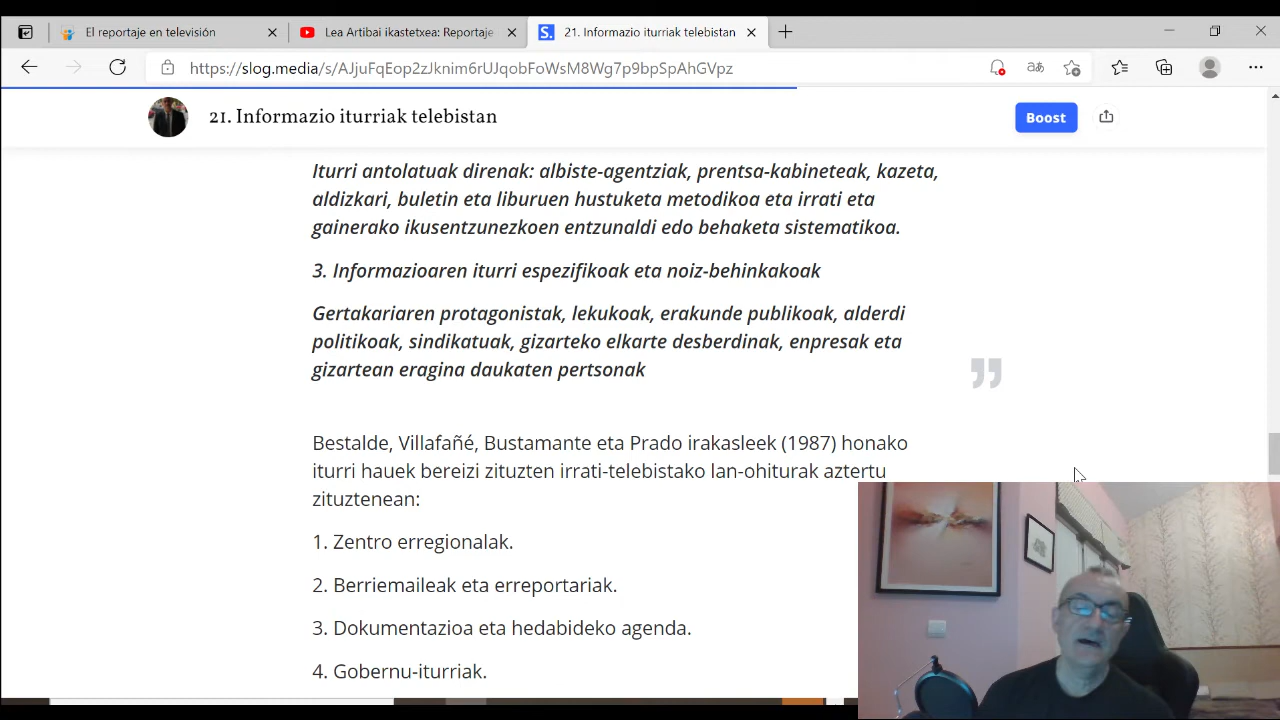 El reportaje en televisión
Lea Artibai ikastetxea: Reportaje
21. Informazio iturriak telebistan
https://slog.media/s/AJjuFqEop2zJknim6rUJqobFoWsM8Wg7p9bpSpAhGVpz
21. Informazio iturriak telebistan
Boost
Iturri antolatuak direnak: albiste-agentziak, prentsa-kabineteak, kazeta,
aldizkari, buletin eta liburuen hustuketa metodikoa eta irrati eta
gainerako ikusentzunezkoen entzunaldi edo behaketa sistematikoa.
3. Informazioaren iturri espezifikoak eta noiz-behinkakoak
Gertakariaren protagonistak, lekukoak, erakunde publikoak, alderdi
politikoak, sindikatuak, gizarteko elkarte desberdinak, enpresak eta
gizartean eragina daukaten pertsonak
Bestalde, Villafañé, Bustamante eta Prado irakasleek (1987) honako
iturri hauek bereizi zituzten irrati-telebistako lan-ohiturak aztertu
zituztenean:
1. Zentro erregionalak.
2. Berriemaileak eta erreportariak.
3. Dokumentazioa eta hedabideko agenda.
4. Gobernu-iturriak.